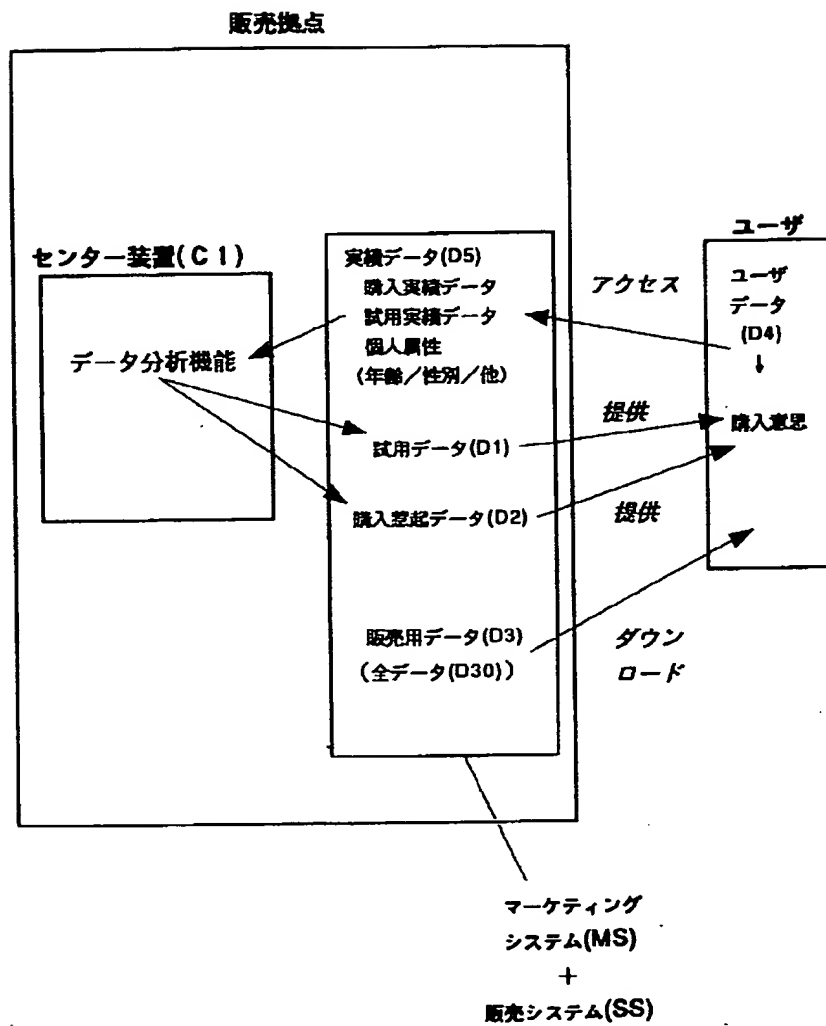 販売拠点
センター装置(C1)
データ分析機能
実績データ(D5)
購入実績データ
試用実績データ
個人属性
(年齢／性別／他)
試用データ(D1)
購入惹起データ(D2)
販売用データ(D3)
(全データ(D30))
アクセス
提供
提供
ダウン
ロード
ユーザ
ユーザ
データ
(D4)
↓
購入意思
マーケティング
システム(MS)
+
販売システム(SS)